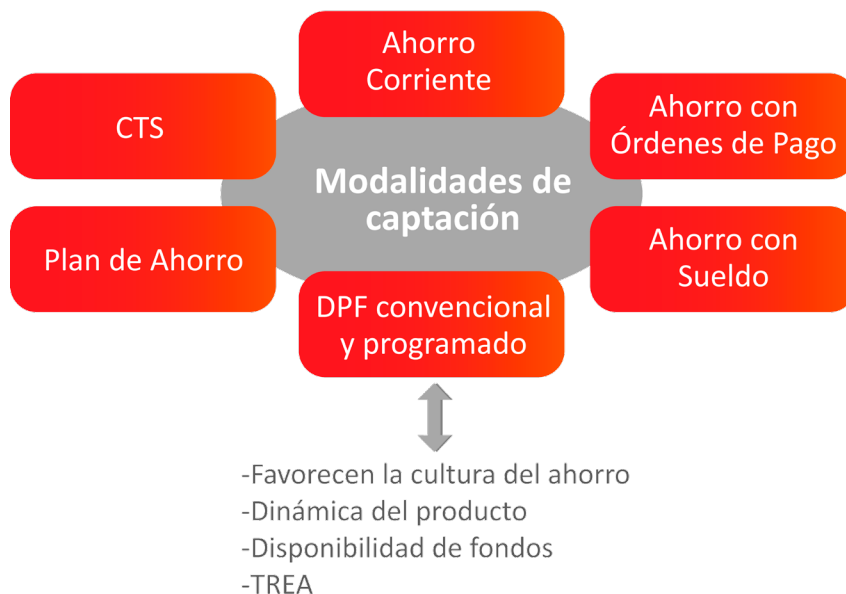 Ahorro
Corriente
CTS
Ahorro con
Órdenes de Pago
Modalidades de
captación
Plan de Ahorro
Ahorro con
Sueldo
DPF convencional
y programado
-Favorecen la cultura del ahorro
-Dinámica del producto
-Disponibilidad de fondos
-TREA